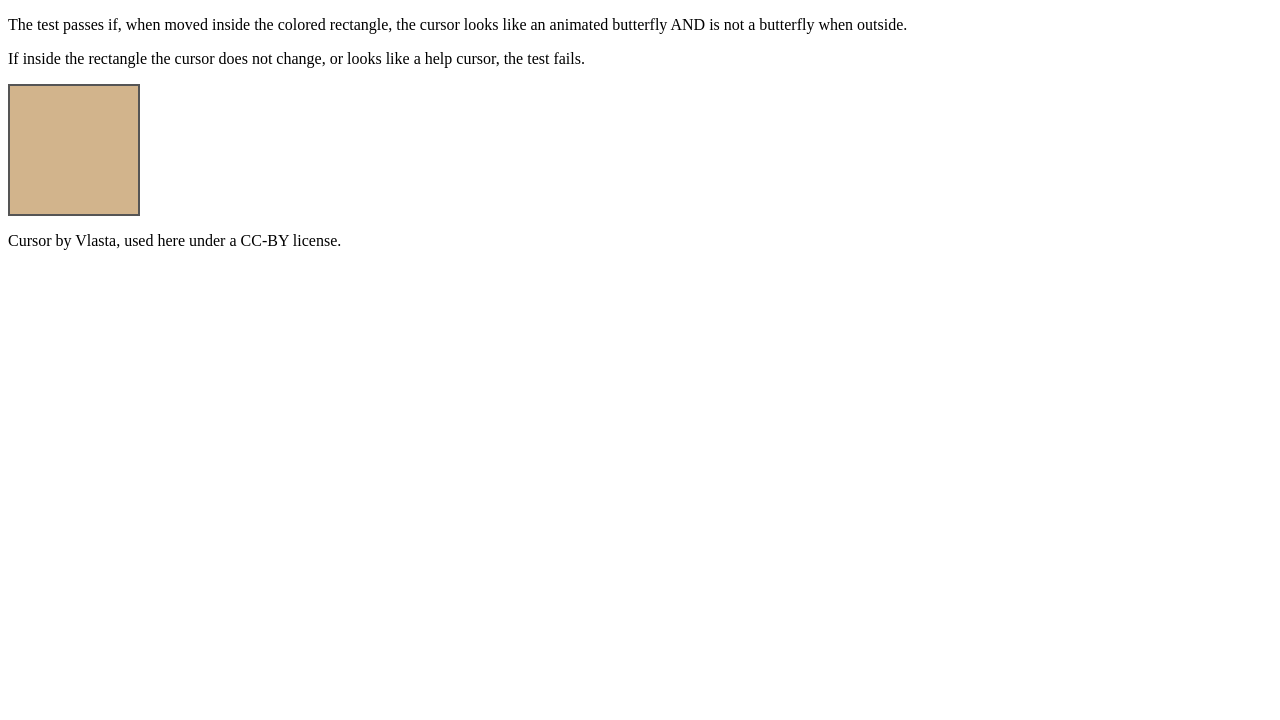 The test passes if, when moved inside the colored rectangle, the cursor looks like an animated butterfly AND is not a butterfly when outside.
If inside the rectangle the cursor does not change, or looks like a help cursor, the test fails.
Cursor by Vlasta, used here under a CC-BY license.